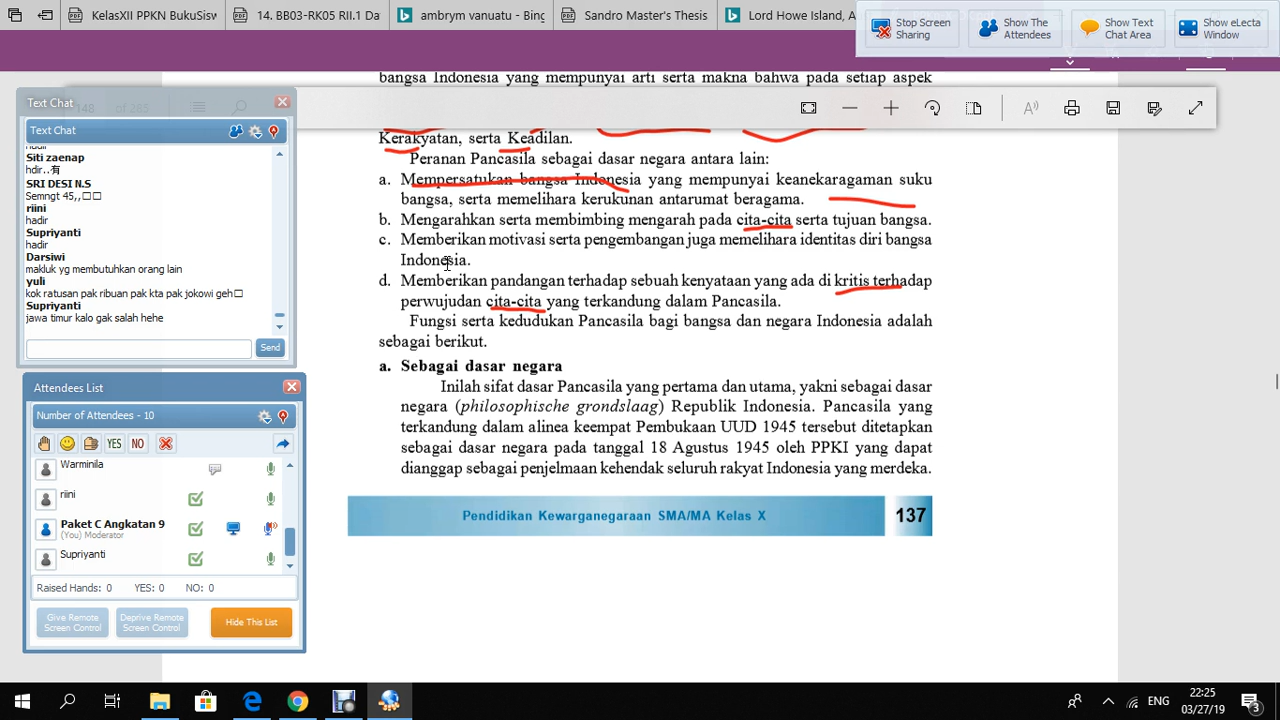 KelasXII PPKN BukuSisw
14. BB03-RK05 RII.1 Da
ambrym vanuatu - Bing
Sandro Master's Thesis
Lord Howe Island, A
Stop Screen Sharing
Show The Attendees
Show Text Chat Area
Show eLecta Window
bangsa Indonesia yang mempunyai arti serta makna bahwa pada setiap aspek
148 of 285
Kerakyatan, serta Keadilan.
Peranan Pancasila sebagai dasar negara antara lain:
a. Mempersatukan bangsa Indonesia yang mempunyai keanekaragaman suku
bangsa, serta memelihara kerukunan antarumat beragama.
b. Mengarahkan serta membimbing mengarah pada cita-cita serta tujuan bangsa.
c. Memberikan motivasi serta pengembangan juga memelihara identitas diri bangsa
Indonesia.
d. Memberikan pandangan terhadap sebuah kenyataan yang ada di kritis terhadap
perwujudan cita-cita yang terkandung dalam Pancasila.
Fungsi serta kedudukan Pancasila bagi bangsa dan negara Indonesia adalah
sebagai berikut.
a. Sebagai dasar negara
Inilah sifat dasar Pancasila yang pertama dan utama, yakni sebagai dasar
negara (philosophische grondslaag) Republik Indonesia. Pancasila yang
terkandung dalam alinea keempat Pembukaan UUD 1945 tersebut ditetapkan
sebagai dasar negara pada tanggal 18 Agustus 1945 oleh PPKI yang dapat
dianggap sebagai penjelmaan kehendak seluruh rakyat Indonesia yang merdeka.
Pendidikan Kewarganegaraan SMA/MA Kelas X 137
Text Chat
Text Chat
hadir
Siti zaenap
hdir..有
SRI DESI N.S
Semngt 45,,□□
riini
hadir
Supriyanti
hadir
Darsiwi
makluk yg membutuhkan orang lain
yuli
kok ratusan pak ribuan pak kta pak jokowi geh□
Supriyanti
jawa timur kalo gak salah hehe
Send
Attendees List
Number of Attendees - 10
YES NO
Warminila
riini
Paket C Angkatan 9
(You) Moderator
Supriyanti
Raised Hands: 0 YES: 0 NO: 0
Give Remote Screen Control
Deprive Remote Screen Control
Hide This List
ENG
22:25
03/27/19
3